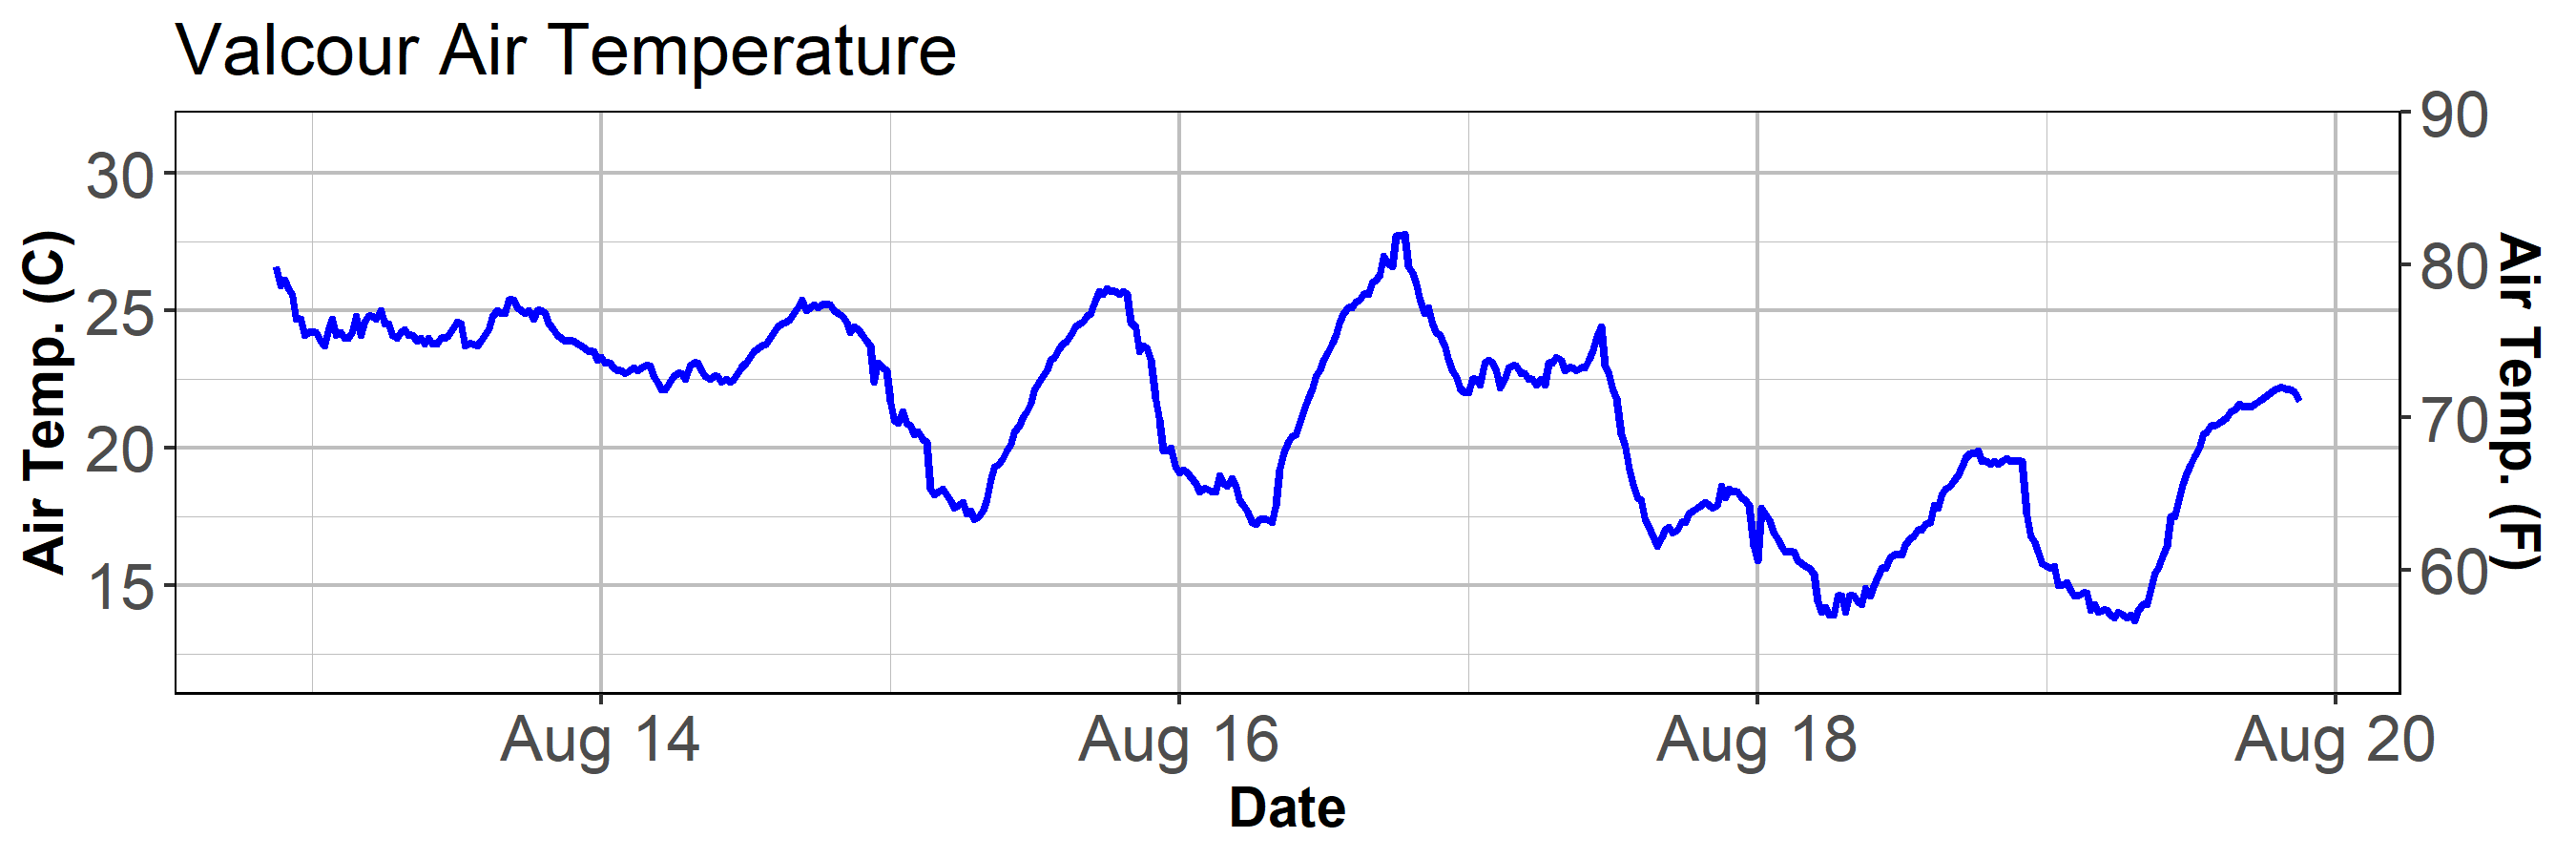 Valcour Air Temperature
Air Temp. (C)
30
25
20
15
90
80
70
60
Air Temp. (F)
Aug 14
Aug 16
Aug 18
Aug 20
Date